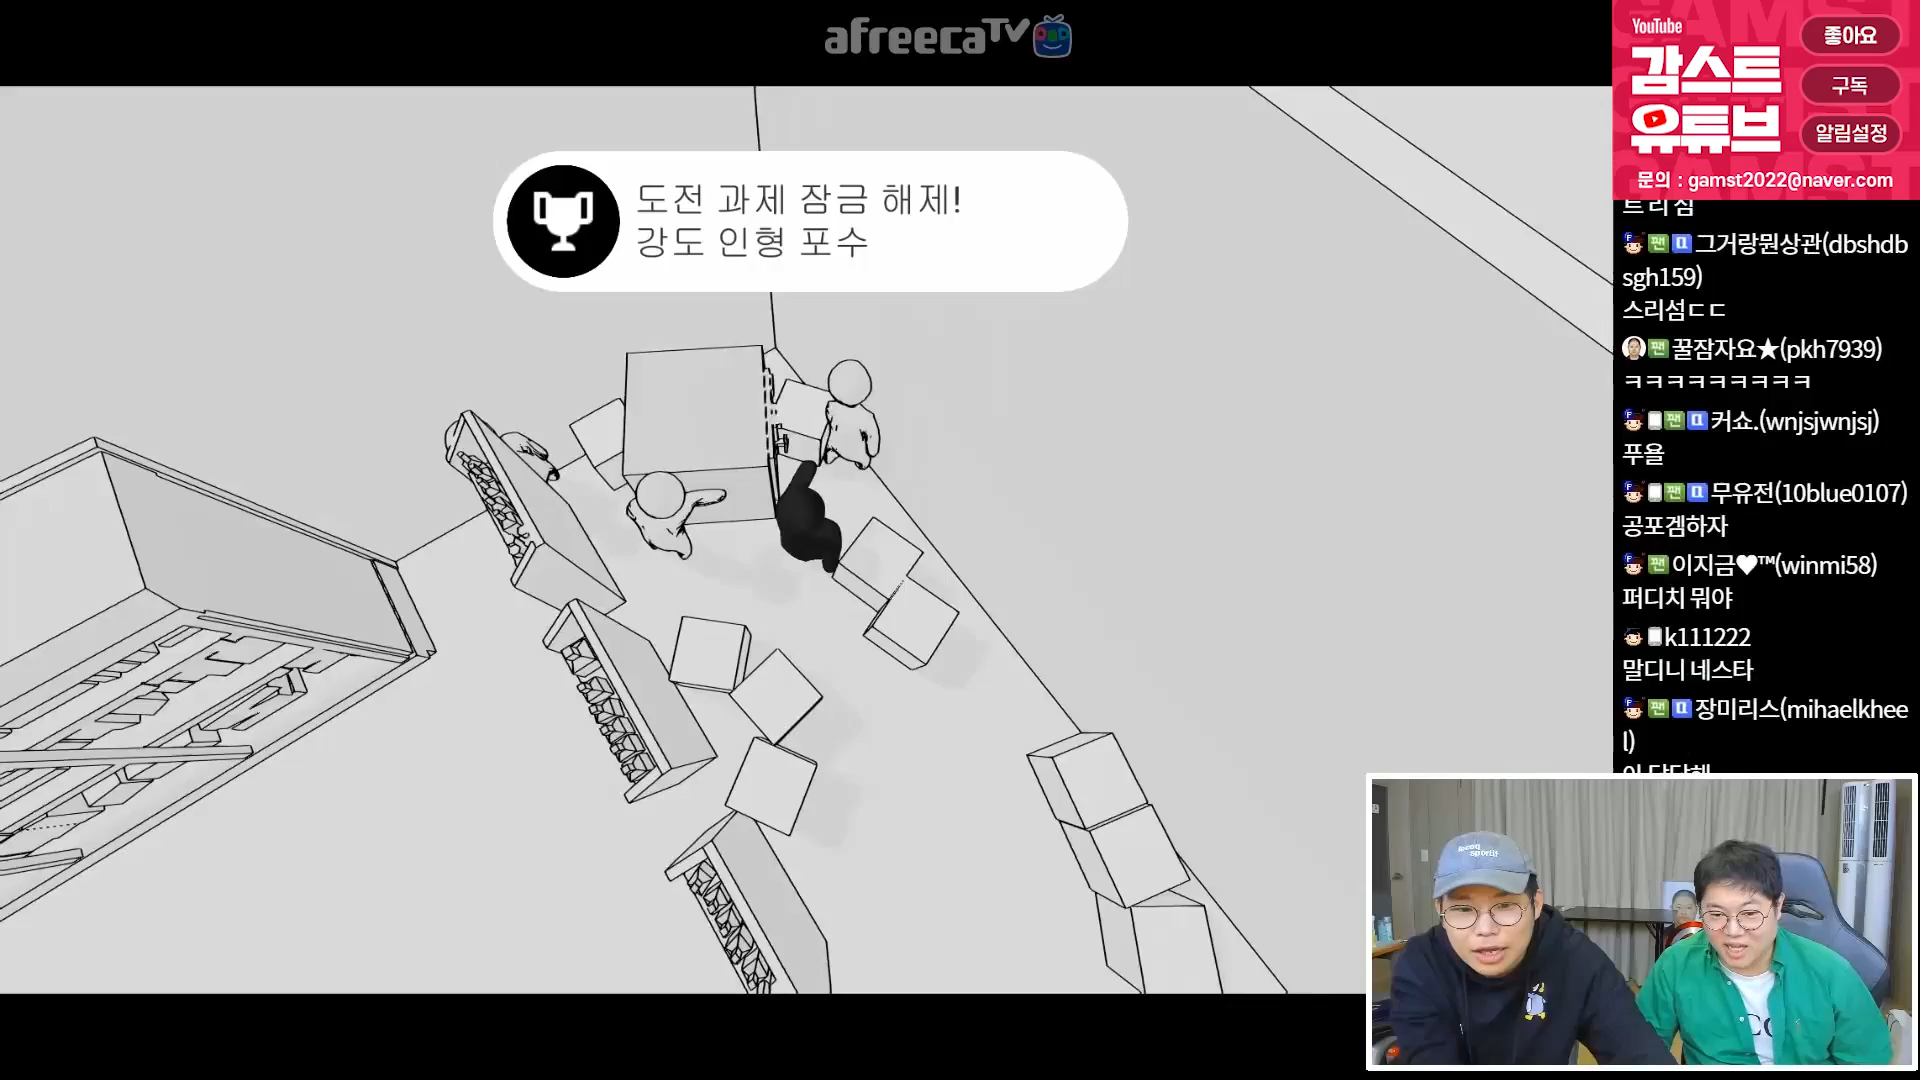 afreecaTV
도전 과제 잠금 해제!
강도 인형 포수
YouTube
감스트
유튜브
좋아요
구독
알림설정
문의 : gamst2022@naver.com
트리섬
그거랑뭔상관(dbshdb
sgh159)
스리섬ㄷㄷ
꿀잠자요★(pkh7939)
ㅋㅋㅋㅋㅋㅋㅋㅋㅋ
커쇼.(wnjsjwnjsj)
푸욜
무유전(10blue0107)
공포겜하자
이지금♥™(winmi58)
퍼디치 뭐야
k111222
말디니 네스타
장미리스(mihaelkhee
l)